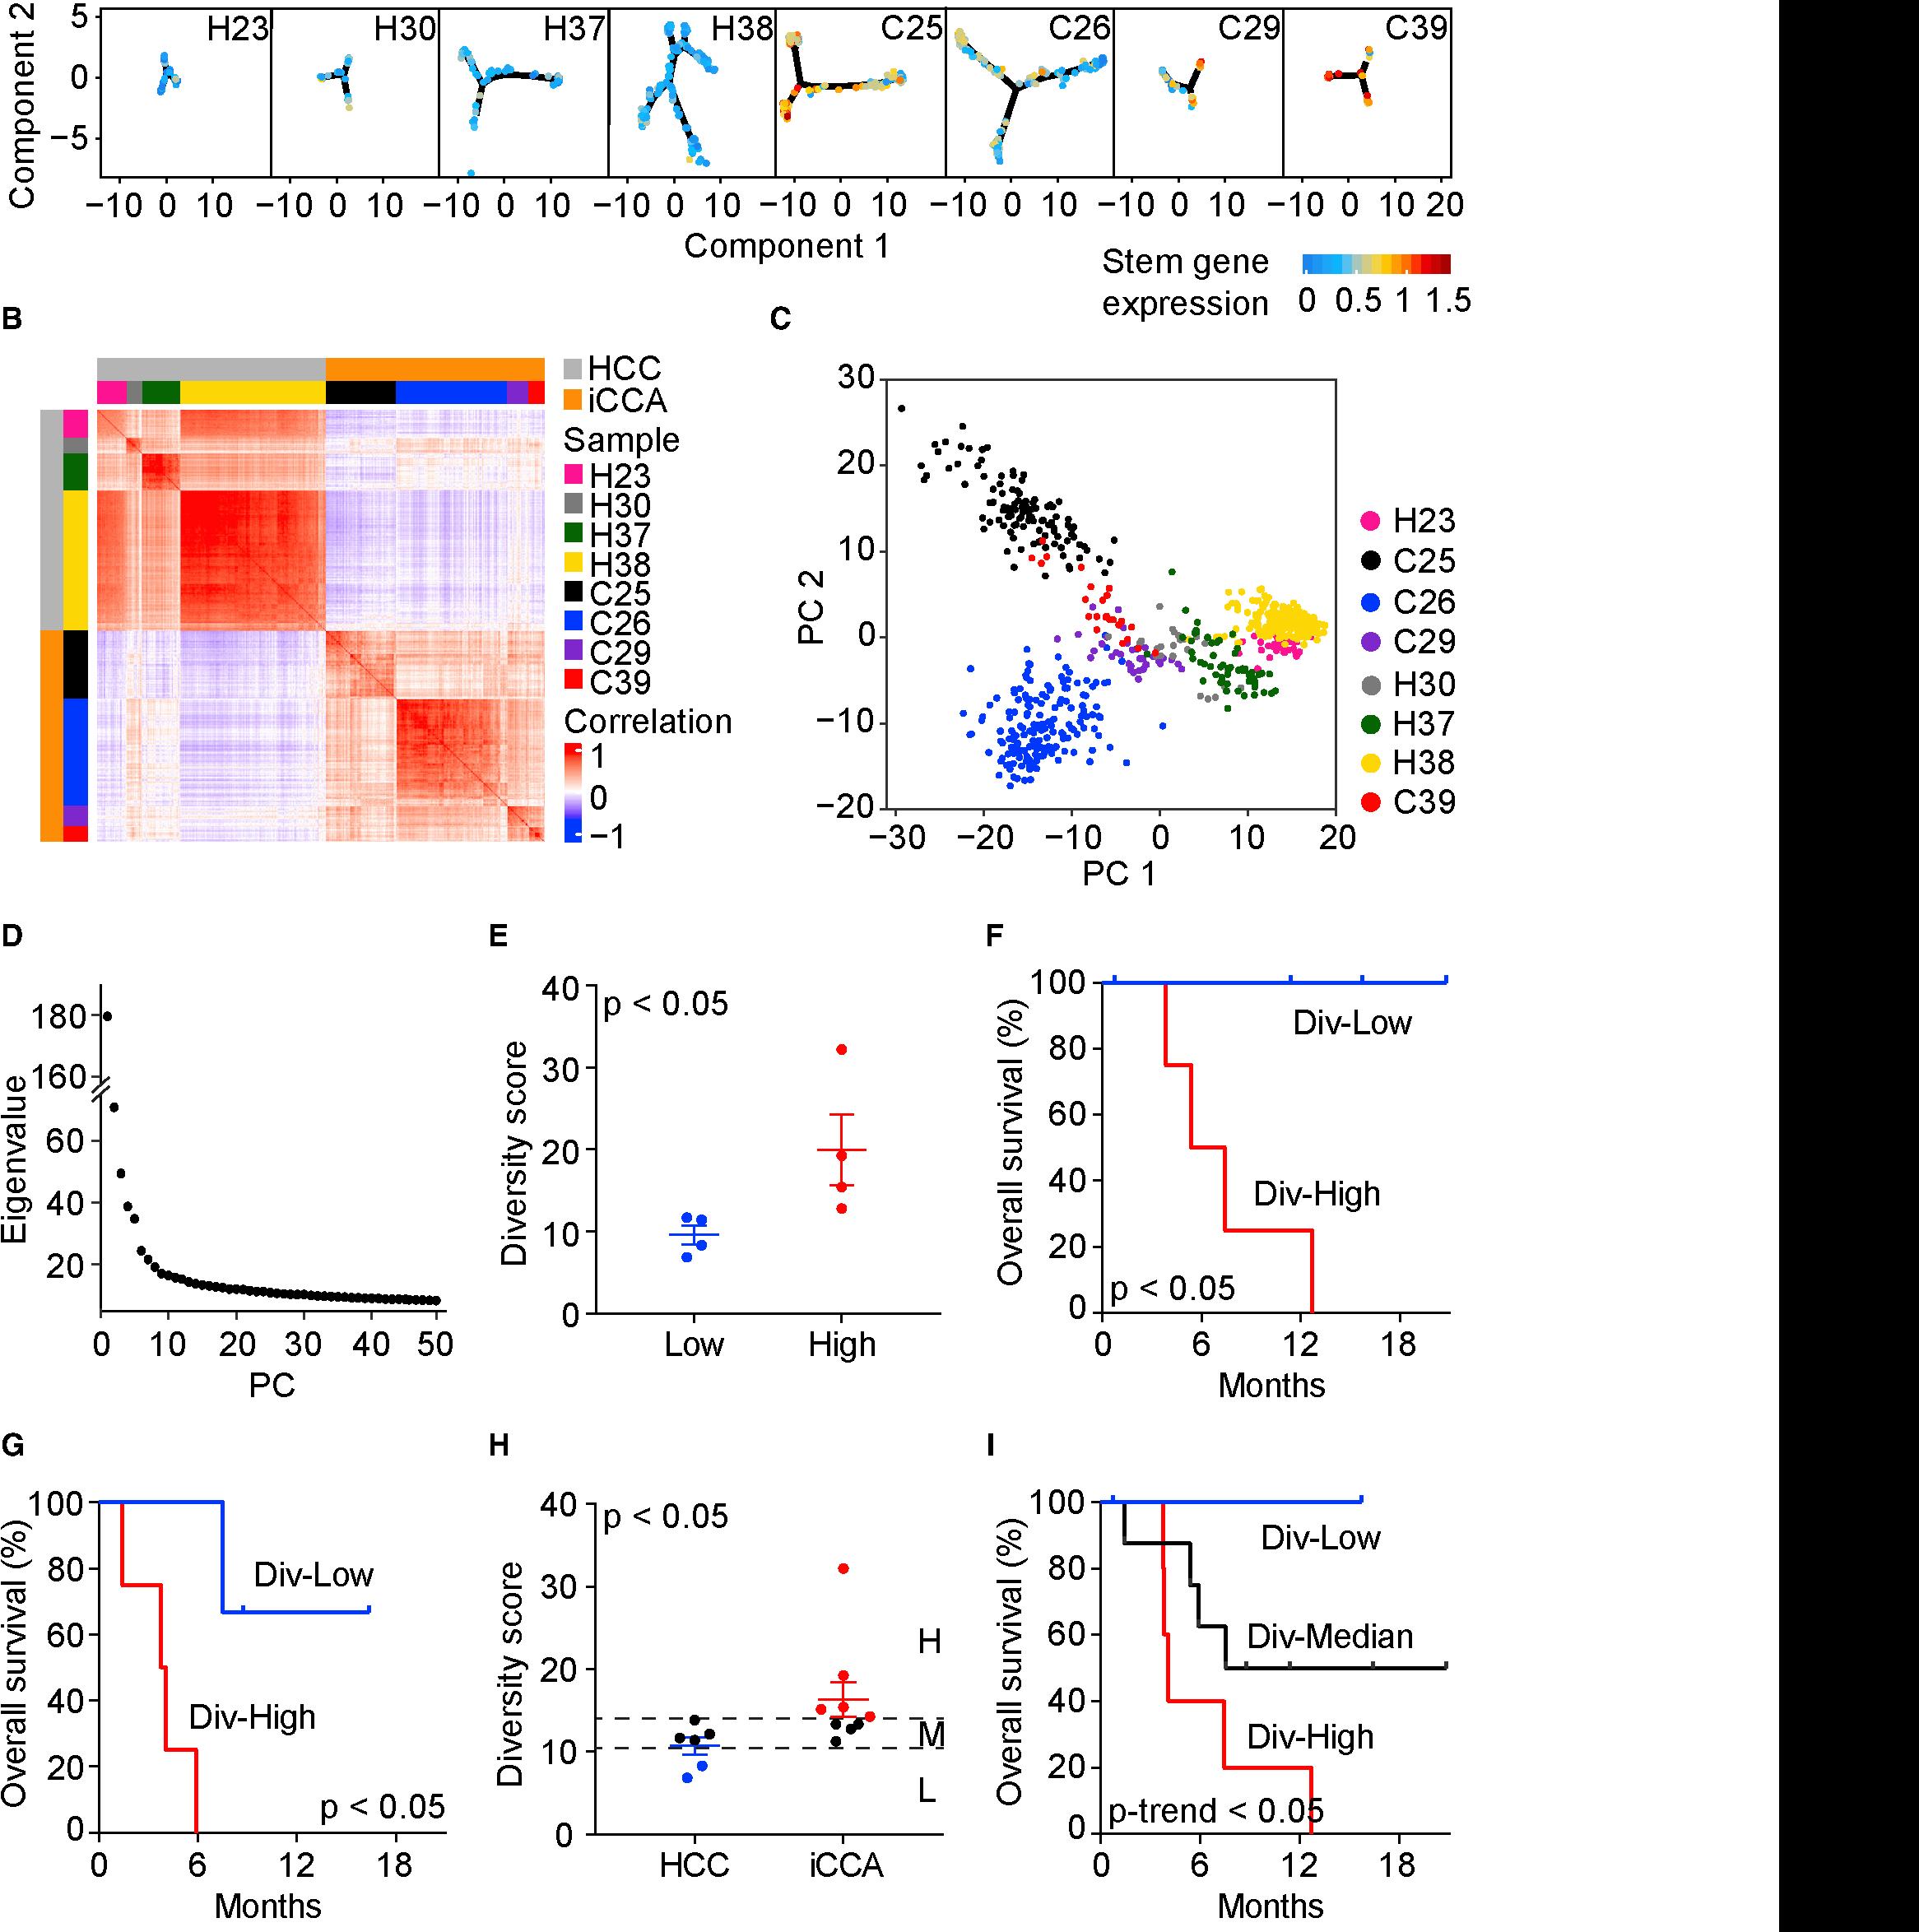 Component 2
5
0
−5
H23
H30
H37
H38
C25
C26
C29
C39
−10 0 10
−10 0 10
−10 0 10
−10 0 10
−10 0 10
−10 0 10
−10 0 10
−10 0 10 20
Component 1
Stem gene
expression
0 0.5 1 1.5
B
HCC
iCCA
Sample
H23
H30
H37
H38
C25
C26
C29
C39
Correlation
1
0
−1
C
PC 2
30
20
10
0
−10
−20
−30 −20 −10 0 10 20
PC 1
H23
C25
C26
C29
H30
H37
H38
C39
D
Eigenvalue
180
160
60
40
20
0 10 20 30 40 50
PC
E
Diversity score
40
30
20
10
0
p < 0.05
Low High
F
Overall survival (%)
100
80
60
40
20
0
Div-Low
Div-High
p < 0.05
0 6 12 18
Months
G
Overall survival (%)
100
80
60
40
20
0
Div-Low
Div-High
p < 0.05
0 6 12 18
Months
H
Diversity score
40
30
20
10
0
p < 0.05
H
M
L
HCC iCCA
I
Overall survival (%)
100
80
60
40
20
0
Div-Low
Div-Median
Div-High
p-trend < 0.05
0 6 12 18
Months